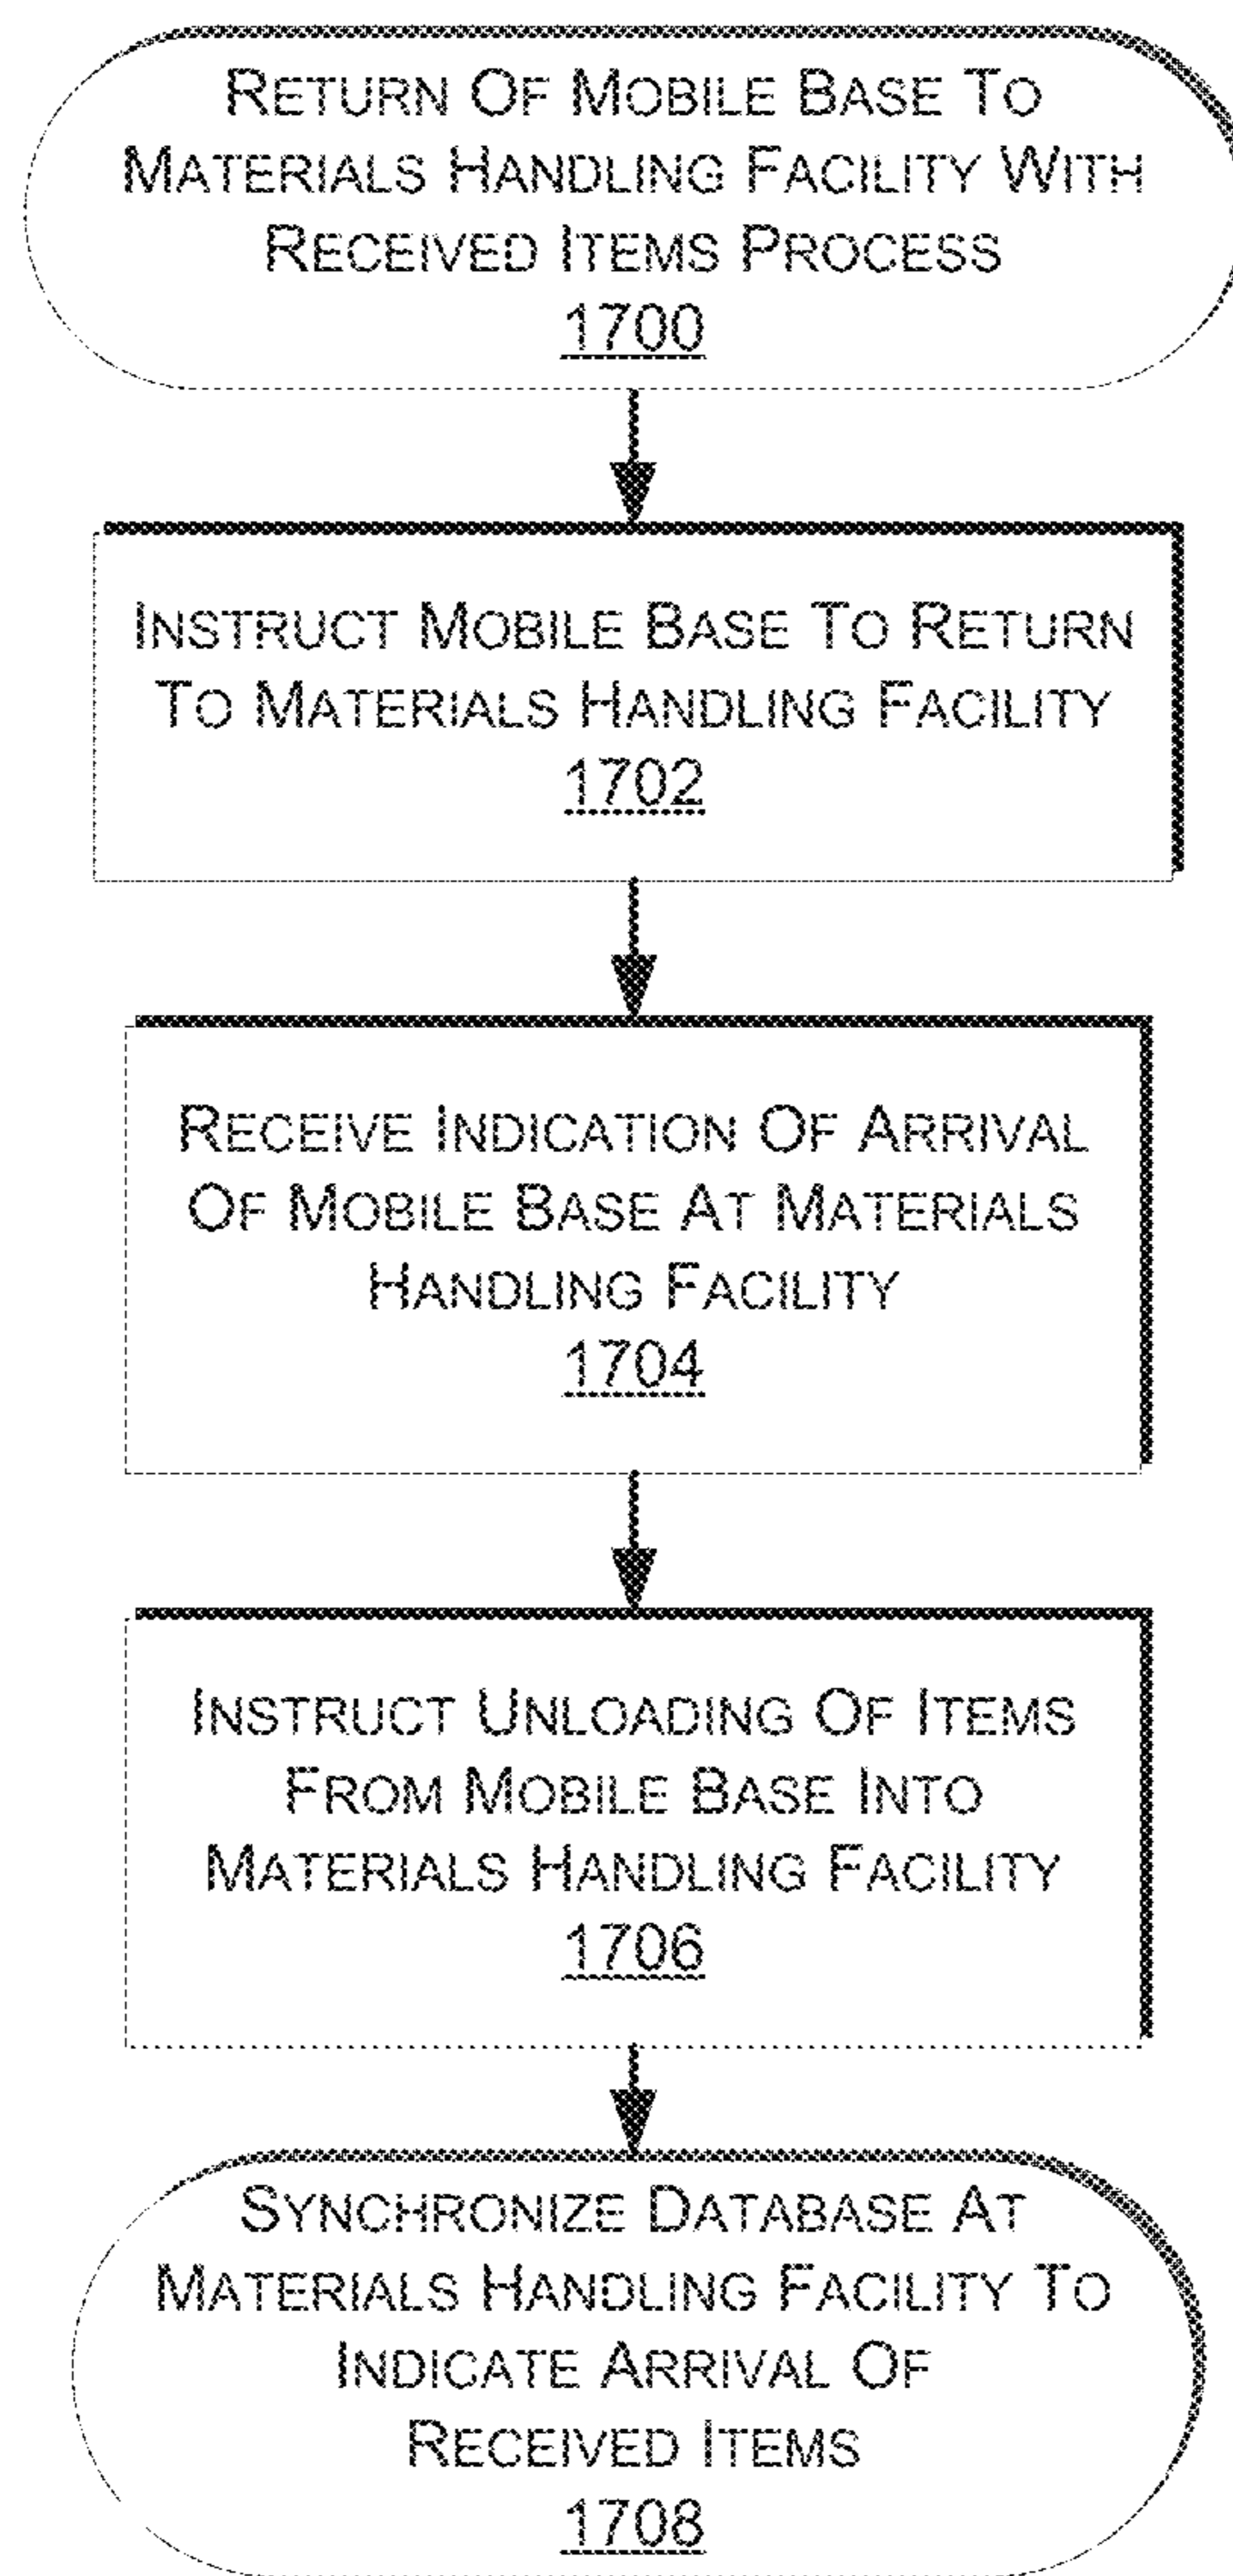 RETURN OF MOBILE BASE TO
MATERIALS HANDLING FACILITY WITH
RECEIVED ITEMS PROCESS
1700
INSTRUCT MOBILE BASE TO RETURN
TO MATERIALS HANDLING FACILITY
1702
RECEIVE INDICATION OF ARRIVAL
OF MOBILE BASE AT MATERIALS
HANDLING FACILITY
1704
INSTRUCT UNLOADING OF ITEMS
FROM MOBILE BASE INTO
MATERIALS HANDLING FACILITY
1706
SYNCHRONIZE DATABASE AT
MATERIALS HANDLING FACILITY TO
INDICATE ARRIVAL OF
RECEIVED ITEMS
1708